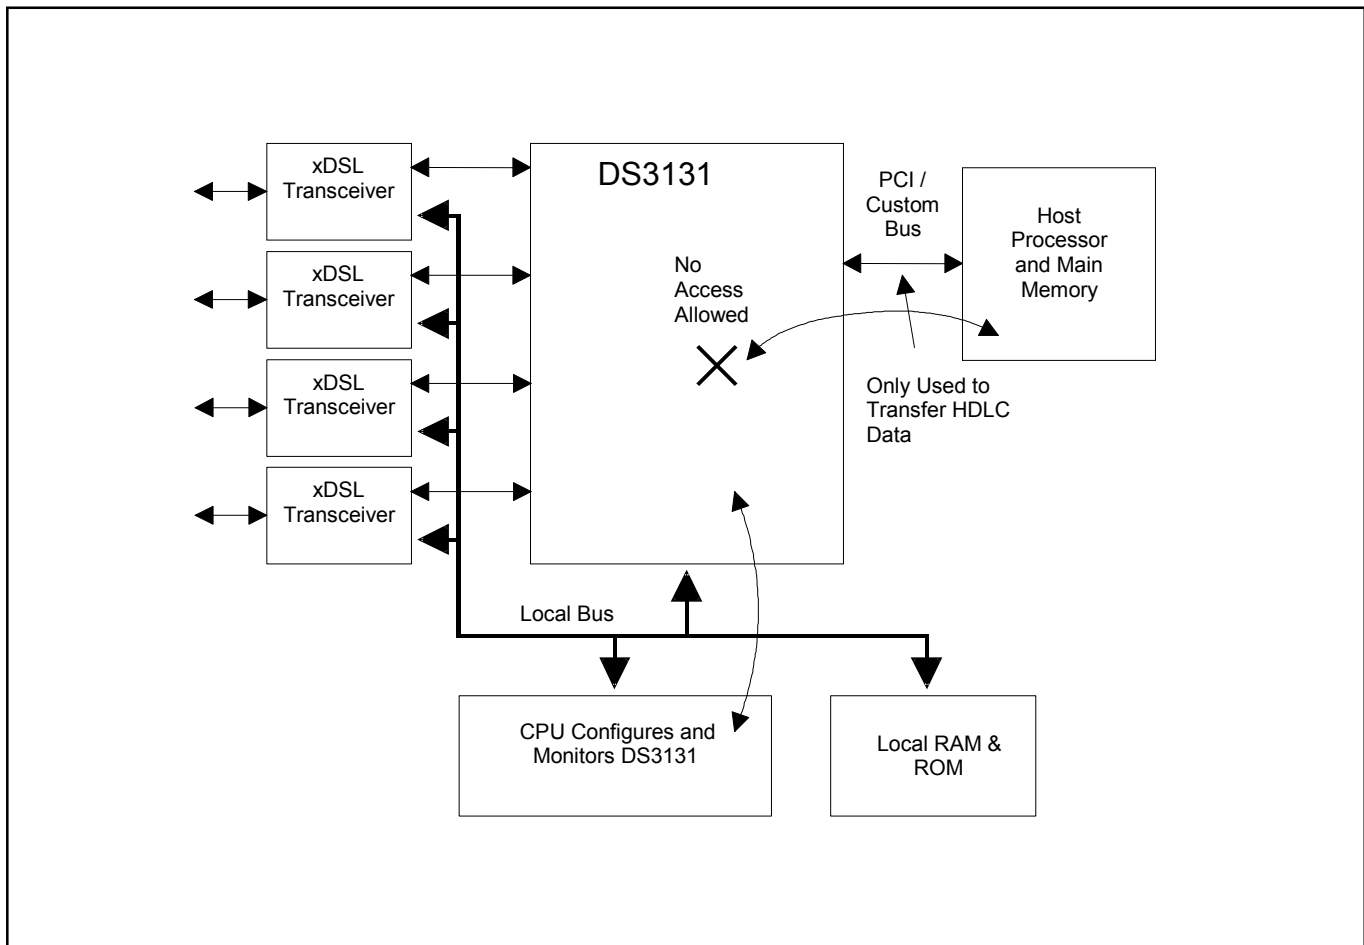 xDSL
Transceiver
DS3131
PCI /
Custom
Bus
Host
Processor
and Main
Memory
No
Access
Allowed
xDSL
Transceiver
xDSL
Transceiver
Only Used to
Transfer HDLC
Data
xDSL
Transceiver
Local Bus
CPU Configures and
Monitors DS3131
Local RAM &
ROM